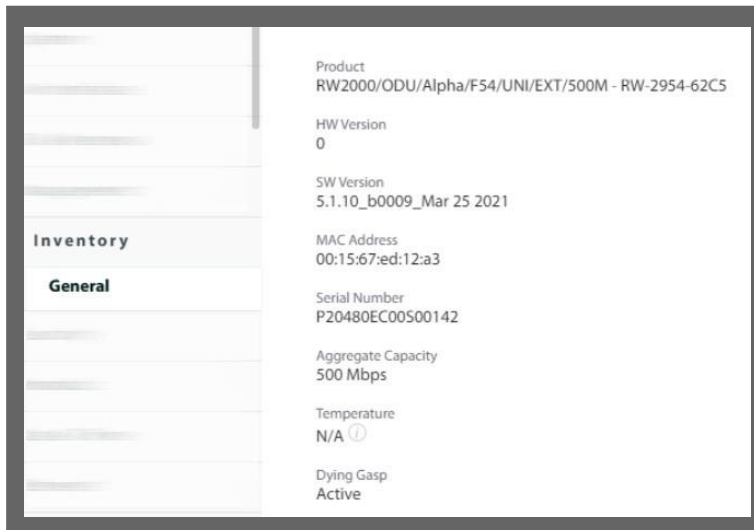 Inventory
General
Product
RW2000/ODU/Alpha/F54/UNI/EXT/500M - RW-2954-62C5
HW Version
0
SW Version
5.1.10_b0009_Mar 25 2021
MAC Address
00:15:67:ed:12:a3
Serial Number
P20480EC00S00142
Aggregate Capacity
500 Mbps
Temperature
N/A
Dying Gasp
Active